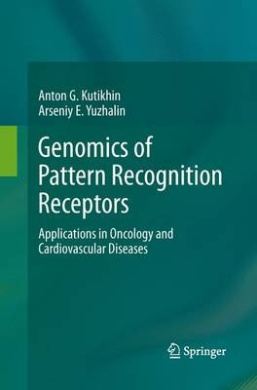 Anton G. Kutikhin
Arseniy E. Yuzhalin
Genomics of
Pattern Recognition
Receptors
Applications in Oncology and
Cardiovascular Diseases
Springer